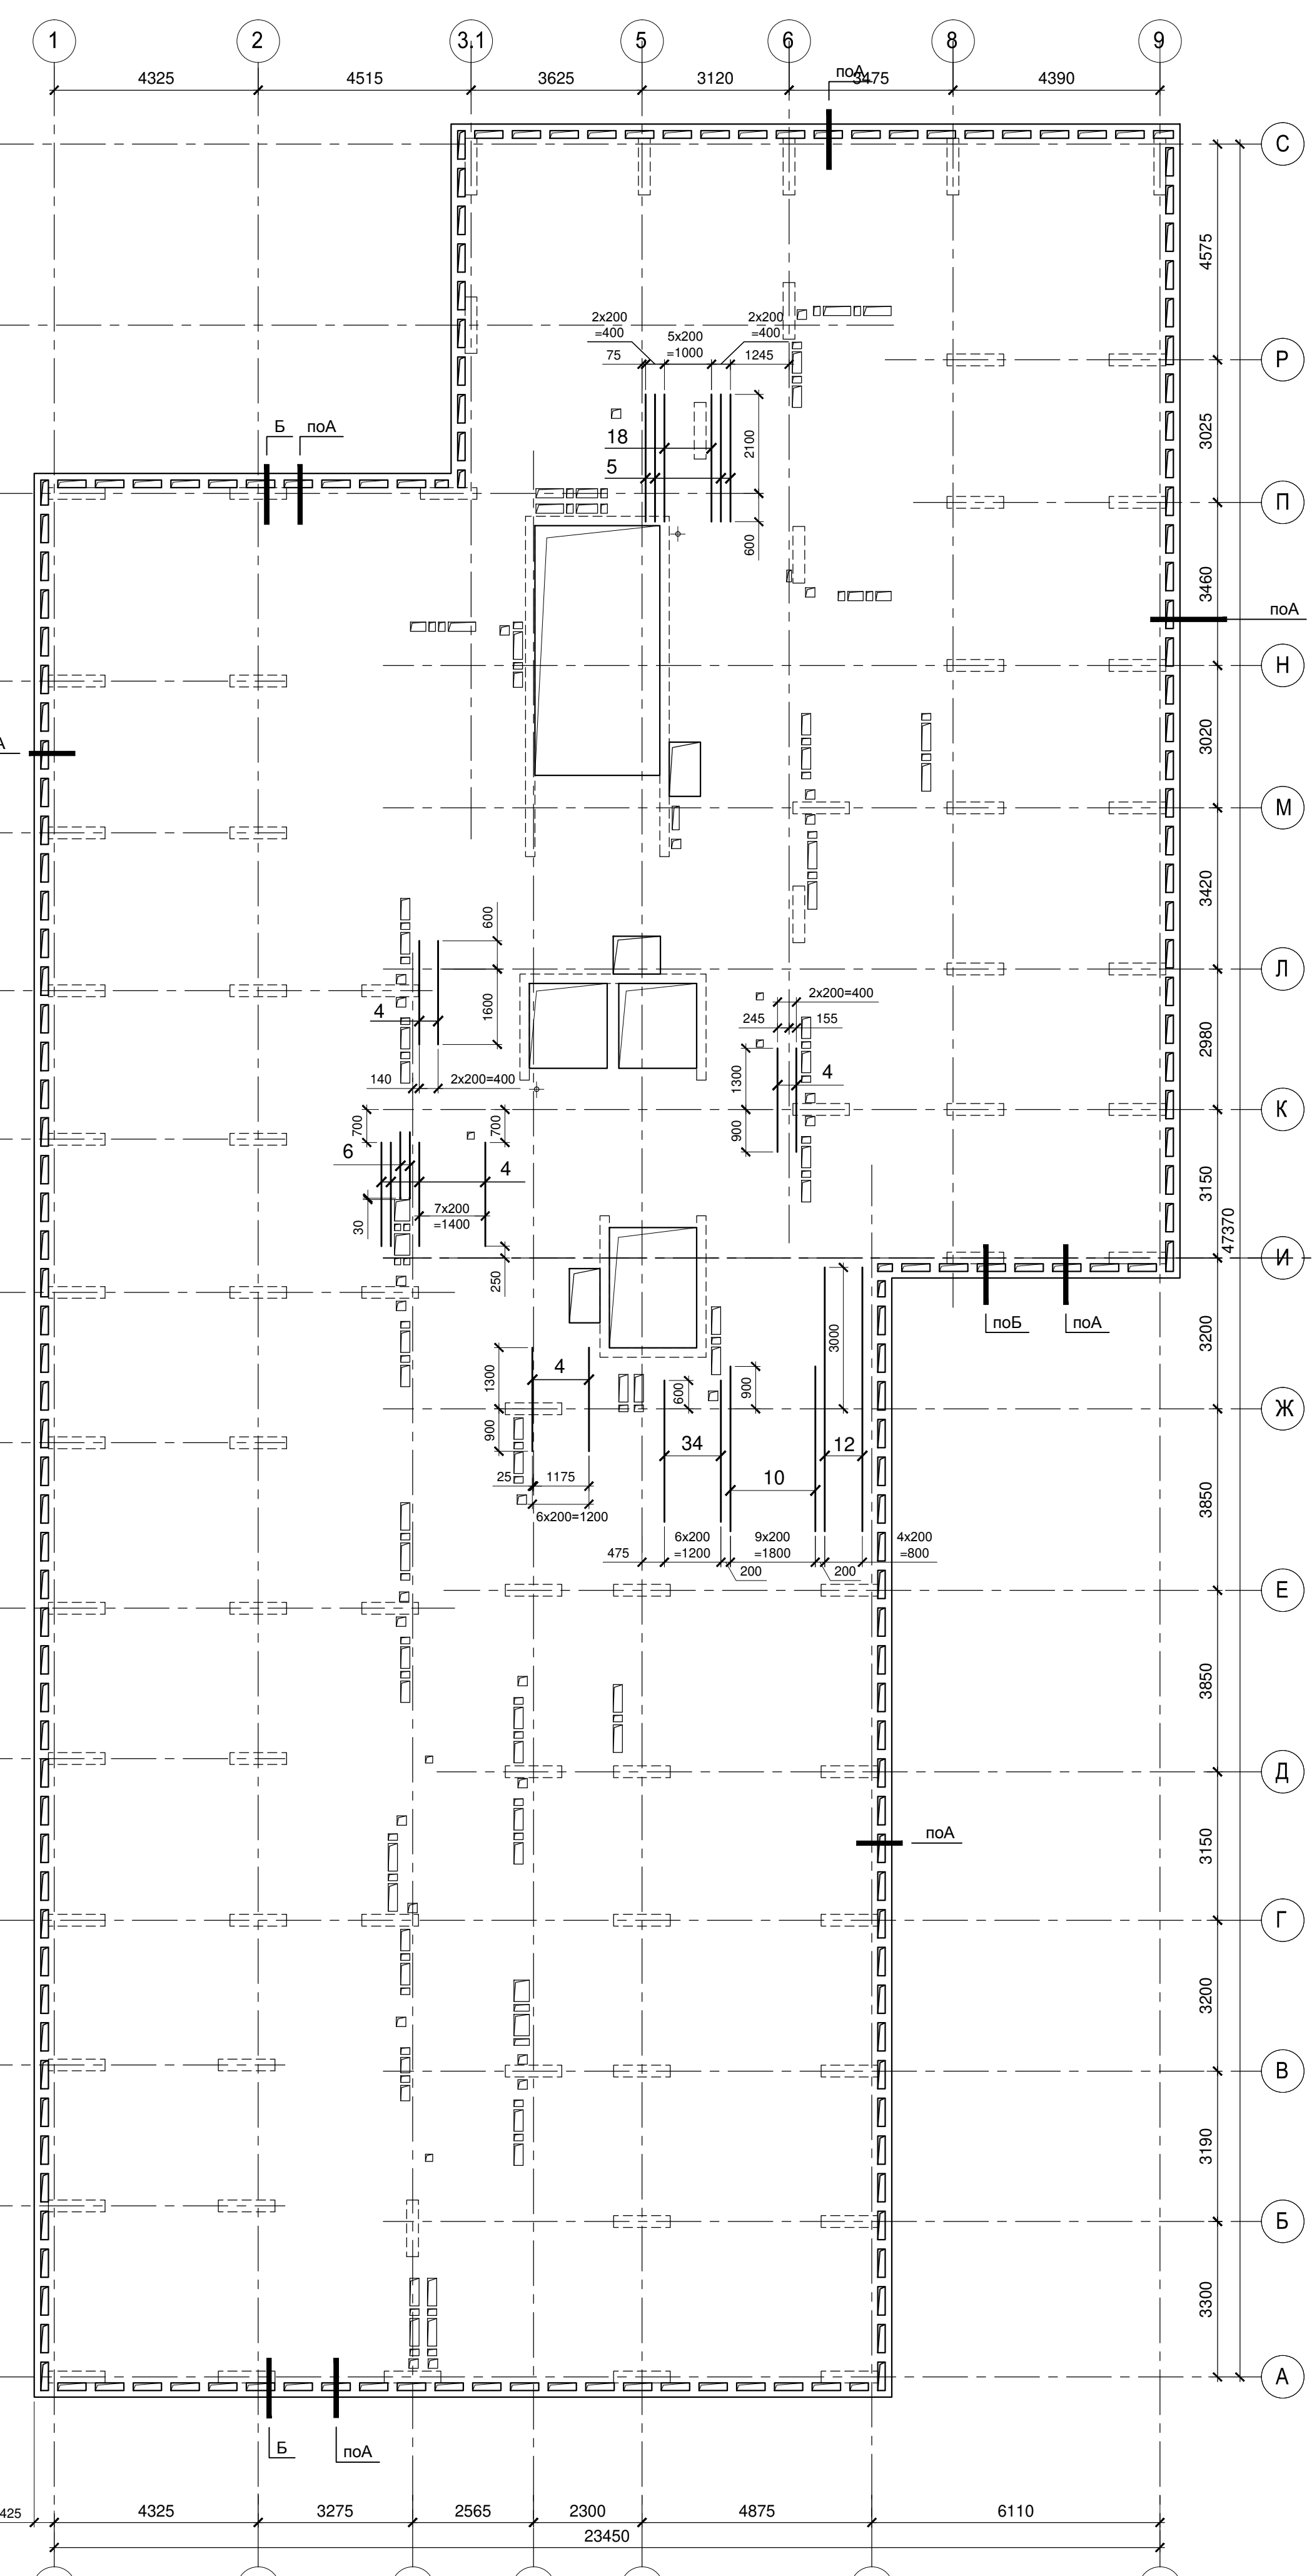 1 2 3.1 5 6 8 9
4325 4515 3625 3120 3475 4390
поА
С
4575
2x200
=400
5x200
=1000
2x200
=400
75
1245
Р
18
2100
3025
Б поА
5
П
600
3460
поА
Н
А
3020
М
3420
600
Л
1600
4
2x200=400
245 155
2980
140 2x200=400
1300
4
К
700
700
900
6
4
3150
7x200
=1400
30
47370
250
И
поБ поА
3000
3200
1300
4
600
900
Ж
900
34
12
25 1175
10
3850
6x200=1200
475
6x200
=1200
9x200
=1800
4x200
=800
200
200
Е
3850
Д
поА
3150
Г
3200
В
3190
Б
3300
А
Б
поА
425 4325 3275 2565 2300 4875 6110
23450